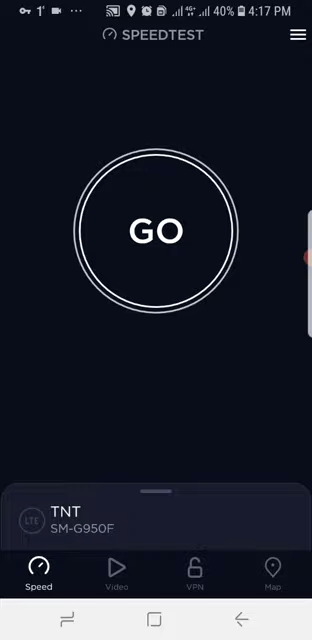 40% 4:17 PM
SPEEDTEST
GO
TNT
LTE
SM-G950F
Speed
Video
VPN
Map